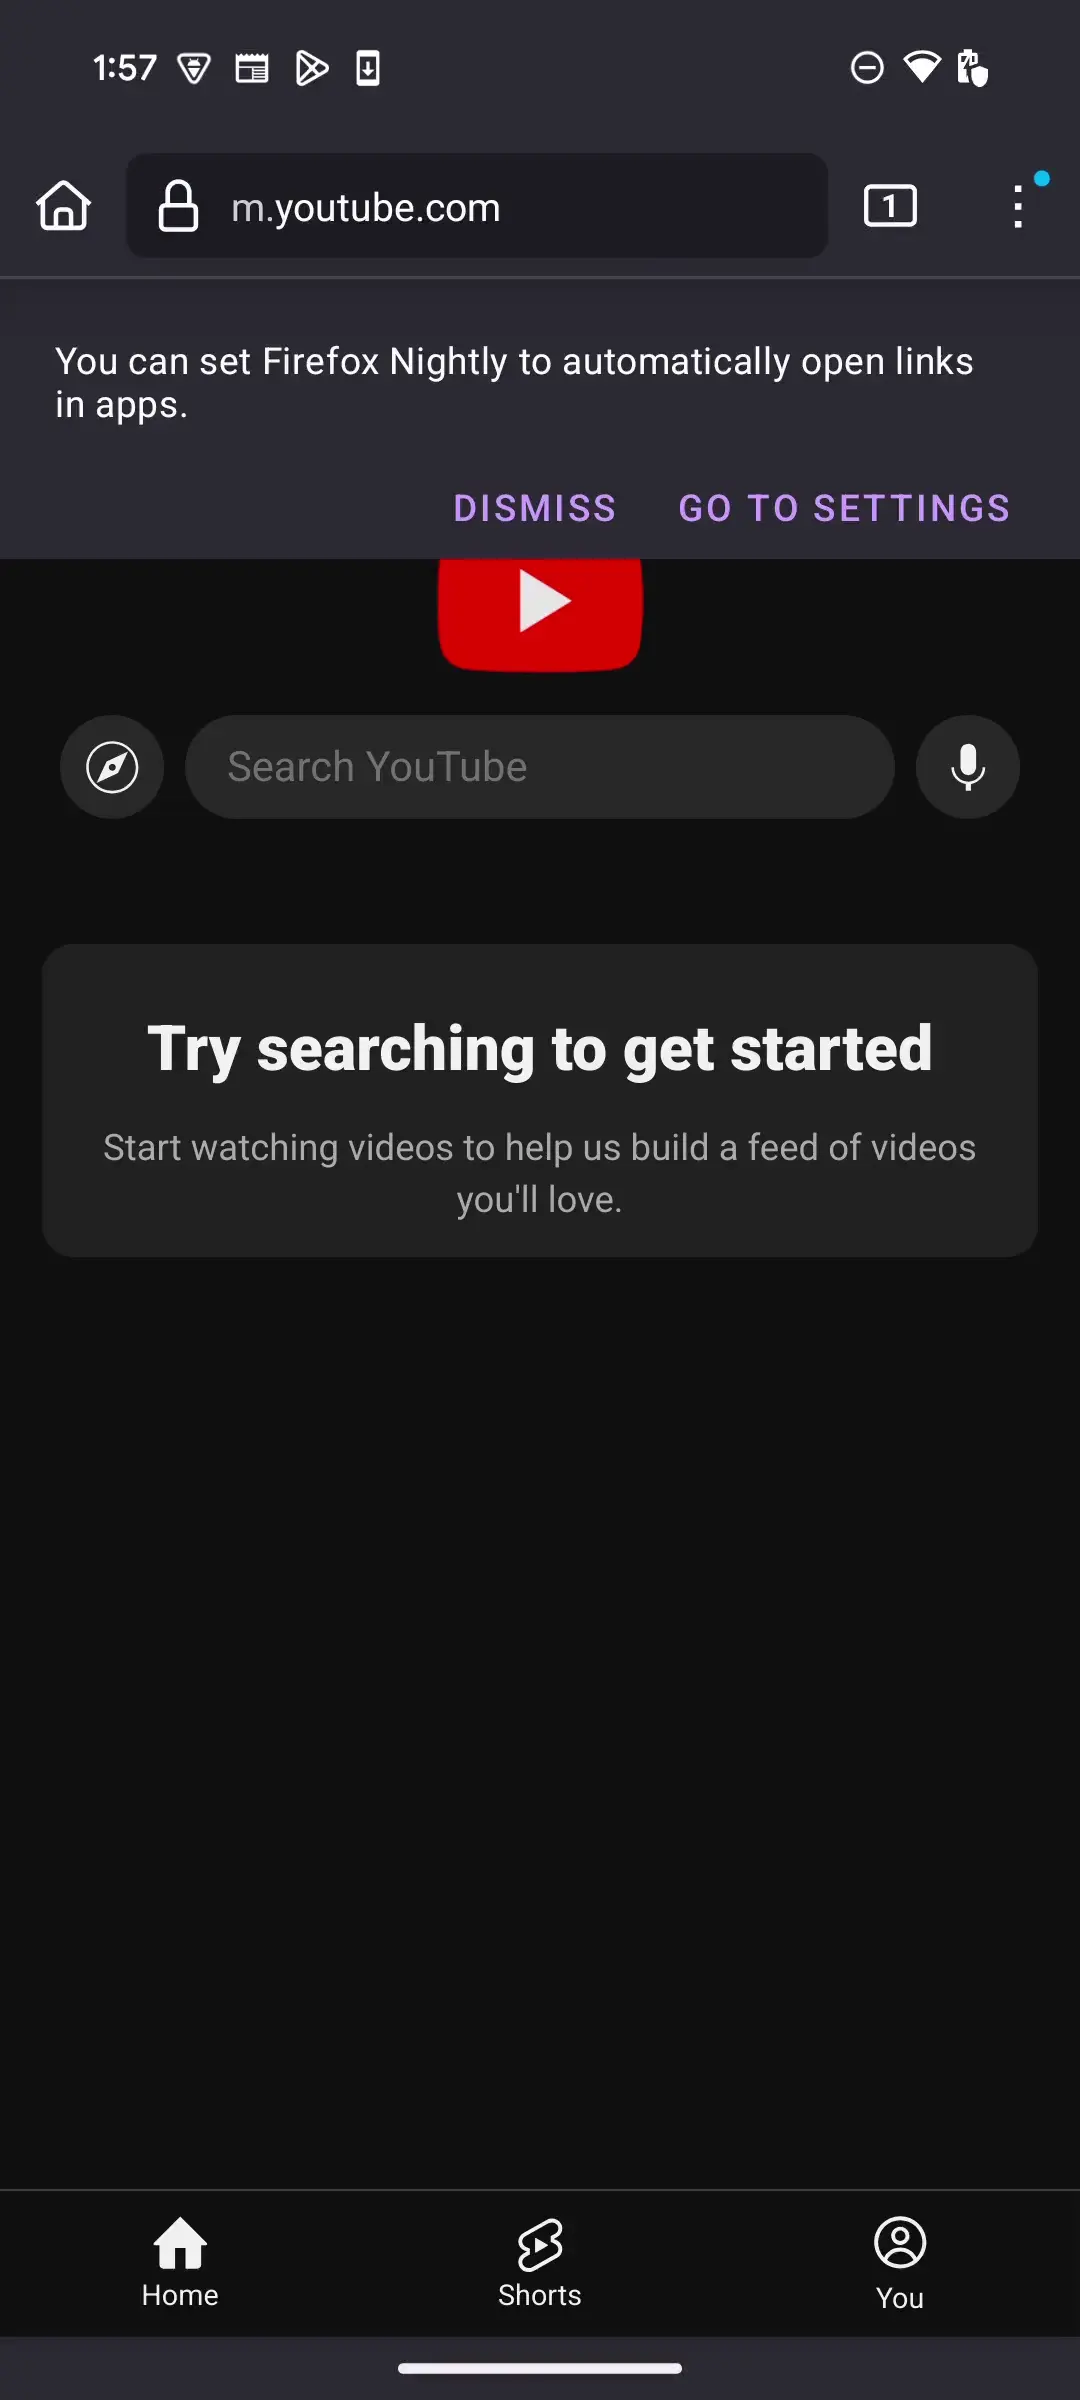 1:57
m.youtube.com
1
You can set Firefox Nightly to automatically open links
in apps.
DISMISS GO TO SETTINGS
Search YouTube
Try searching to get started
Start watching videos to help us build a feed of videos
you'll love.
Home Shorts You